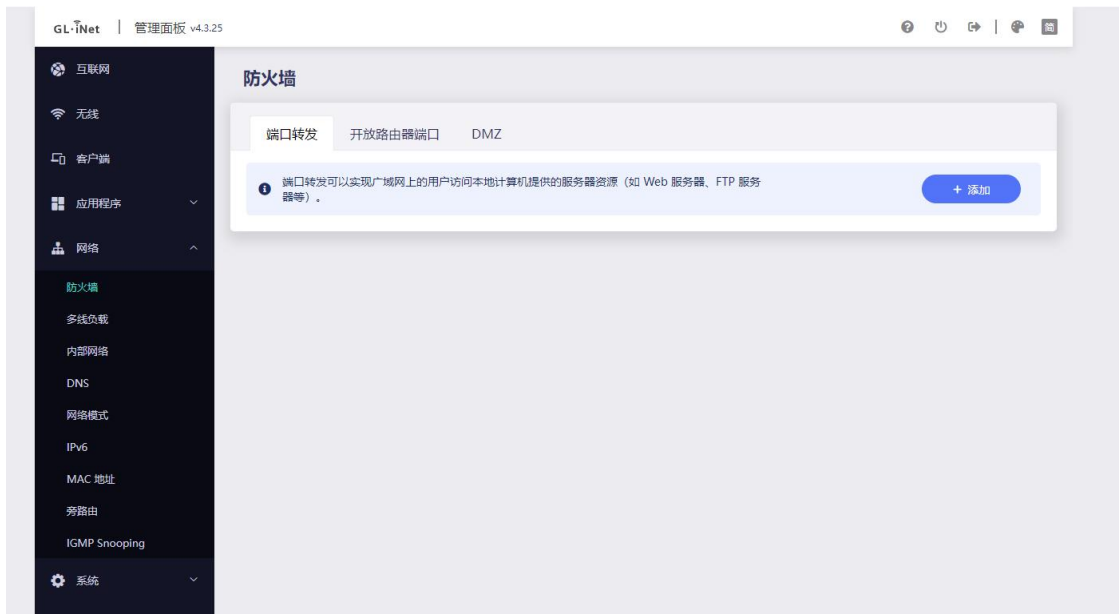 GL·iNet | 管理面板 v4.3.25
简
互联网
无线
客户端
应用程序
网络
防火墙
多线负载
内部网络
DNS
网络模式
IPv6
MAC 地址
旁路由
IGMP Snooping
系统
防火墙
端口转发 开放路由器端口 DMZ
端口转发可以实现广域网上的用户访问本地计算机提供的服务器资源（如 Web 服务器、FTP 服务
器等）。
+ 添加